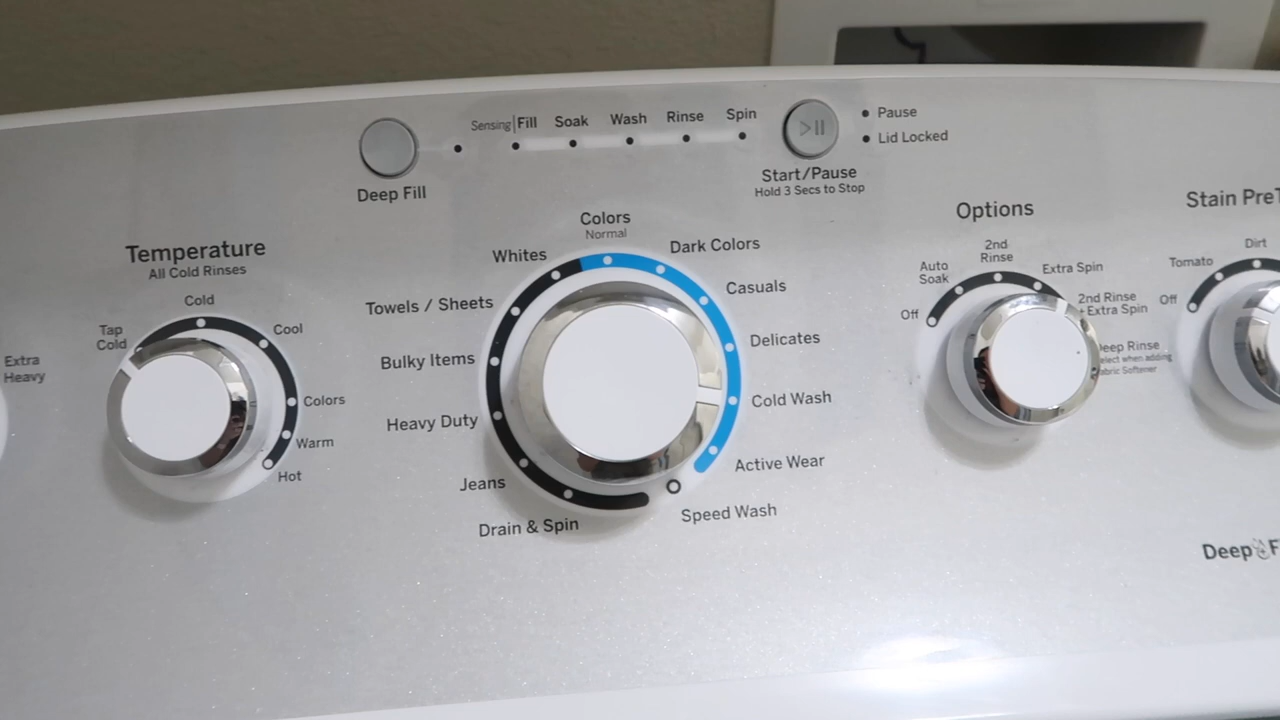 Sensing|Fill
Soak
Wash
Rinse
Spin
Pause
Lid Locked
Deep Fill
Start/Pause
Hold 3 Secs to Stop
Temperature
All Cold Rinses
Extra
Heavy
Tap
Cold
Cold
Cool
Colors
Warm
Hot
Colors
Normal
Whites
Dark Colors
Towels / Sheets
Casuals
Bulky Items
Delicates
Heavy Duty
Cold Wash
Jeans
Active Wear
Drain & Spin
Speed Wash
Options
Off
Auto
Soak
2nd
Rinse
Extra Spin
2nd Rinse
+ Extra Spin
Rinse
when adding
Softener
Stain
Off
Tomato
Dirt
Deep